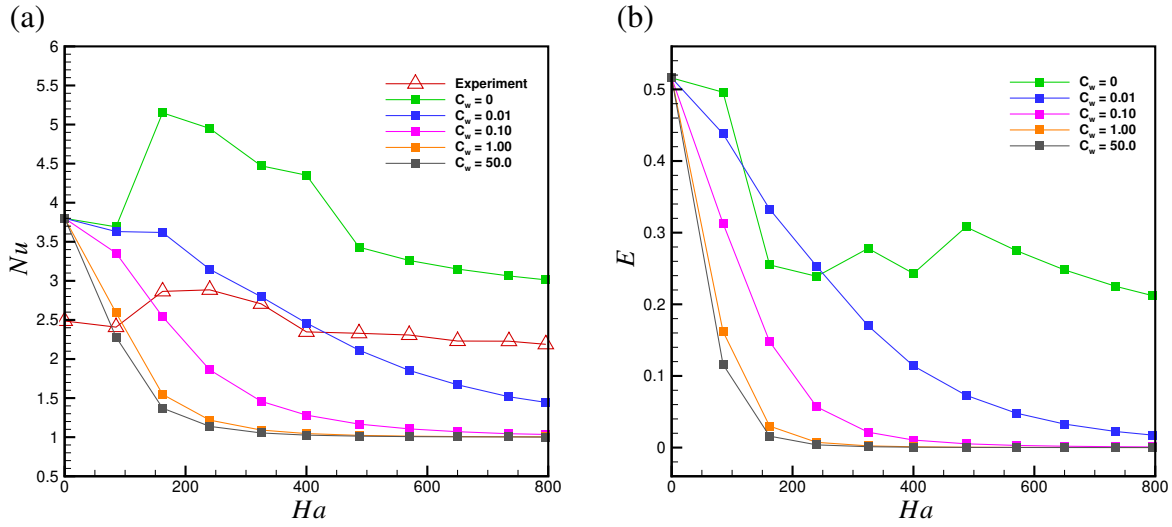 (a)
Nu
6
5.5
5
4.5
4
3.5
3
2.5
2
1.5
1
0.5
0 200 400 600 800
Ha
Experiment
C_w = 0
C_w = 0.01
C_w = 0.10
C_w = 1.00
C_w = 50.0
(b)
E
0.5
0.4
0.3
0.2
0.1
0
0 200 400 600 800
Ha
C_w = 0
C_w = 0.01
C_w = 0.10
C_w = 1.00
C_w = 50.0